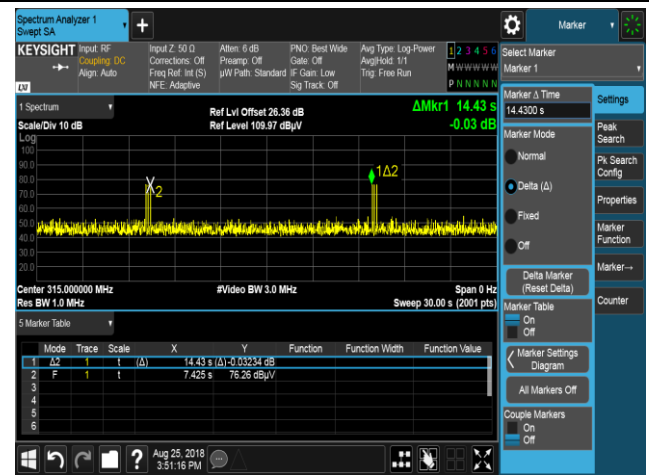 Spectrum Analyzer 1
Swept SA
+
Marker
KEYSIGHT
Input: RF
Coupling: DC
Align: Auto
Input Z: 50 Ω
Corrections: Off
Freq Ref: Int (S)
NFE: Adaptive
Atten: 6 dB
Preamp: Off
µW Path: Standard
PNO: Best Wide
Gate: Off
IF Gain: Low
Sig Track: Off
Avg Type: Log-Power
Avg|Hold: 1/1
Trig: Free Run
1 2 3 4 5 6
M W W W W W
P N N N N N
LXI
Select Marker
Marker 1
1 Spectrum
Scale/Div 10 dB
Ref Lvl Offset 26.36 dB
Ref Level 109.97 dBµV
ΔMkr1 14.43 s
-0.03 dB
Log
100
90.0
80.0
70.0
60.0
50.0
40.0
30.0
20.0
X2
1Δ2
Center 315.000000 MHz
Res BW 1.0 MHz
#Video BW 3.0 MHz
Span 0 Hz
Sweep 30.00 s (2001 pts)
5 Marker Table
Mode Trace Scale X Y Function Function Width Function Value
1 Δ2 1 t (Δ) 14.43 s (Δ) -0.03234 dB
2 F 1 t 7.425 s 76.26 dBµV
3
4
5
6
Marker Δ Time
14.4300 s
Marker Mode
Normal
Delta (Δ)
Fixed
Off
Delta Marker
(Reset Delta)
Marker Table
On
Off
Marker Settings
Diagram
All Markers Off
Couple Markers
On
Off
Settings
Peak
Search
Pk Search
Config
Properties
Marker
Function
Marker→
Counter
?
Aug 25, 2018
3:51:16 PM